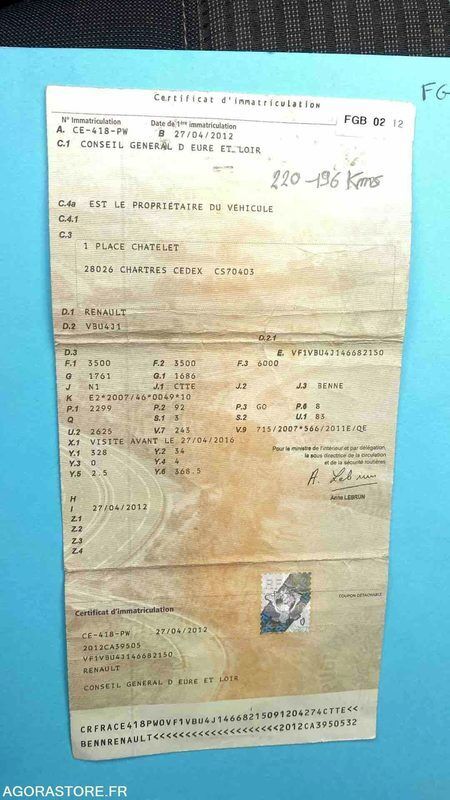 FG
Certificat d'immatriculation
N° Immatriculation Date de 1ère immatriculation FGB 02 12
A. CE-418-PW B 27/04/2012
C.1 CONSEIL GENERAL D EURE ET LOIR
220-196 Kms
C.4a EST LE PROPRIÉTAIRE DU VÉHICULE
C.4.1
C.3
1 PLACE CHATELET
28026 CHARTRES CEDEX CS70403
D.1 RENAULT
D.2 VBU4J1
D.2.1
D.3 E. VF1VBU4J146682150
F.1 3500 F.2 3500 F.3 6000
G 1761 G.1 1686
J N1 J.1 CTTE J.2 J.3 BENNE
K E2*2007/46*0049*10
P.1 2299 P.2 92 P.3 GO P.6 8
Q S.1 3 S.2 U.1 83
U.2 2625 V.7 243 V.9 715/2007*566/2011E/QE
X.1 VISITE AVANT LE 27/04/2016
Y.1 328 Y.2 34
Y.3 0 Y.4 4
Y.5 2.5 Y.6 368.5
Pour le ministre de l'intérieur et par délégation,
la sous directrice de la circulation
et de la sécurité routières
A. Lebrun
Anne LEBRUN
H
I 27/04/2012
Z.1
Z.2
Z.3
Z.4
COUPON DÉTACHABLE
Certificat d'immatriculation
CE-418-PW 27/04/2012
2012CA39505
VF1VBU4J146682150
RENAULT
CONSEIL GENERAL D EURE ET LOIR
CRFRACE418PW0VF1VBU4J14668215091204274CTTE<<
BENNRENAULT<<<<<<<<<<<<<<<<<<<<2012CA3950532
AGORASTORE.FR